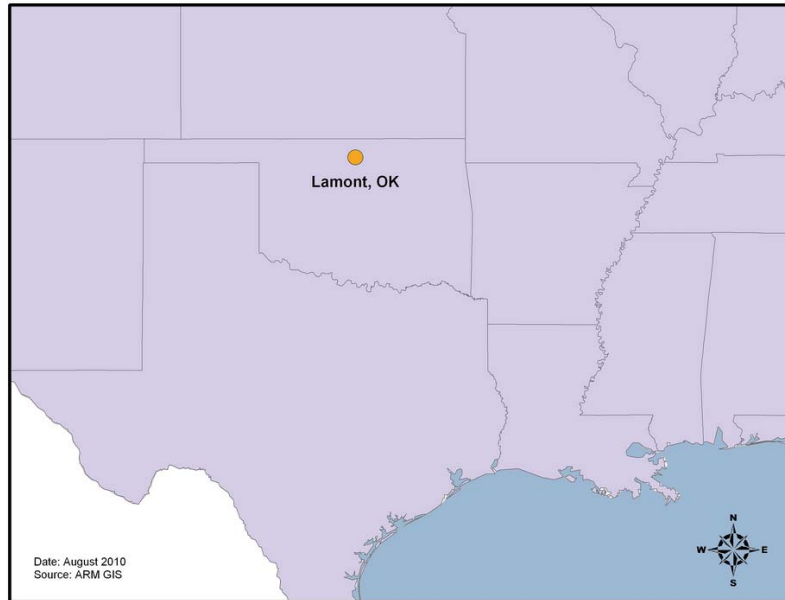 Lamont, OK
Date: August 2010
Source: ARM GIS
N
W E
S